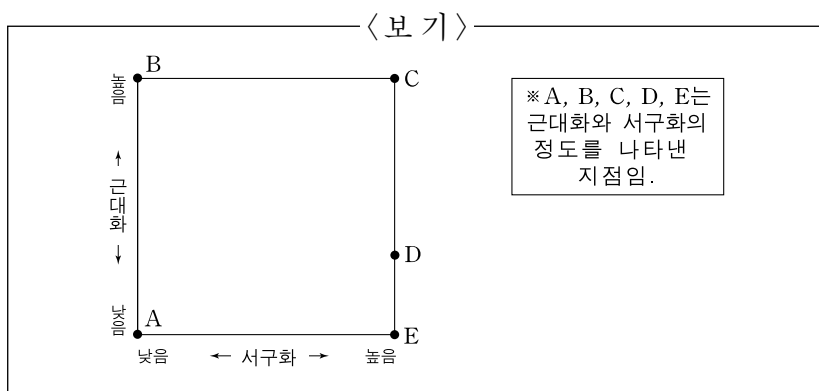 〈보기〉
B
C
높음
※A, B, C, D, E는
근대화와 서구화의
정도를 나타낸
지점임.
↑
근대화
↓
D
낮음
A
E
낮음 ← 서구화 → 높음